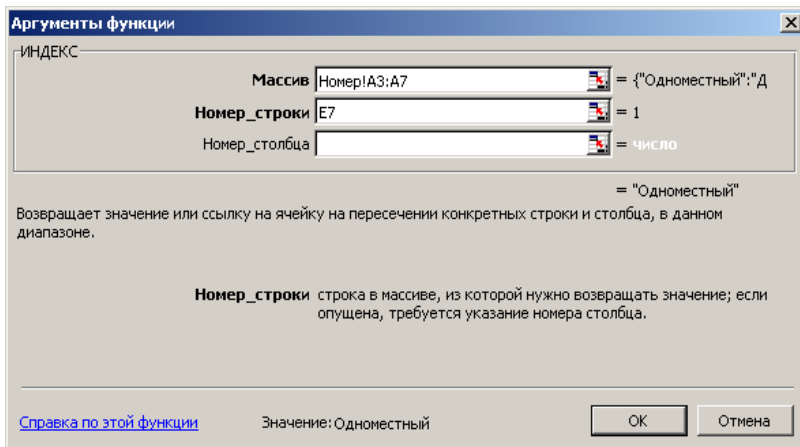 Аргументы функции
ИНДЕКС
Массив Номер!A3:A7 = {"Одноместный":"Д
Номер_строки E7 = 1
Номер_столбца = число
= "Одноместный"
Возвращает значение или ссылку на ячейку на пересечении конкретных строки и столбца, в данном
диапазоне.
Номер_строки строка в массиве, из которой нужно возвращать значение; если
опущена, требуется указание номера столбца.
Справка по этой функции Значение: Одноместный OK Отмена